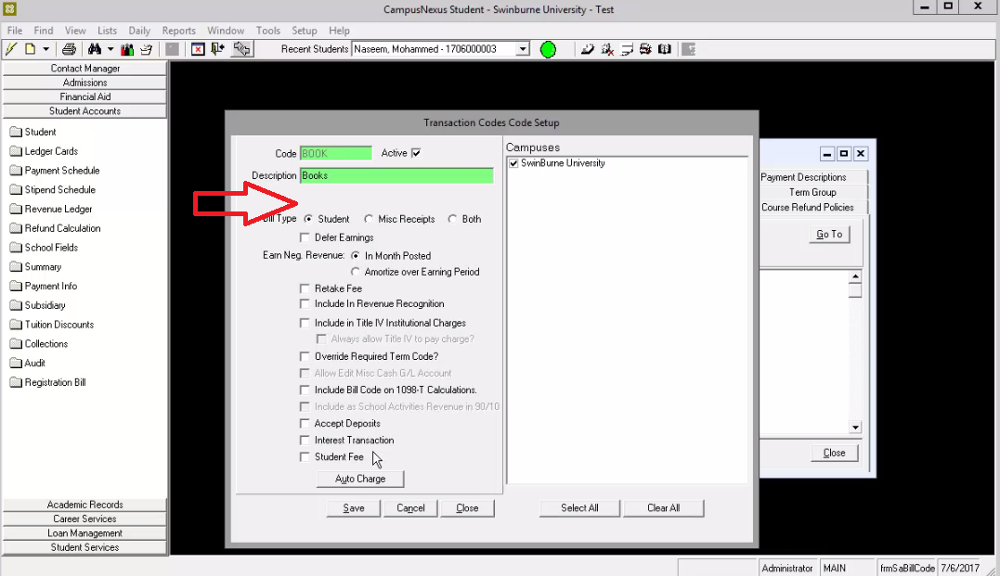 CampusNexus Student - Swinburne University - Test
File Find View Lists Daily Reports Window Tools Setup Help
Recent Students Naseem, Mohammed - 1706000003
Contact Manager
Admissions
Financial Aid
Student Accounts
Student
Ledger Cards
Payment Schedule
Stipend Schedule
Revenue Ledger
Refund Calculation
School Fields
Summary
Payment Info
Subsidiary
Tuition Discounts
Collections
Audit
Registration Bill
Academic Records
Career Services
Loan Management
Student Services
Transaction Codes Code Setup
Code BOOK Active
Description Books
Bill Type Student Misc Receipts Both
Defer Earnings
Earn Neg. Revenue: In Month Posted
Amortize over Earning Period
Retake Fee
Include In Revenue Recognition
Include in Title IV Institutional Charges
Always allow Title IV to pay charge?
Override Required Term Code?
Allow Edit Misc Cash G/L Account
Include Bill Code on 1098-T Calculations.
Include as School Activities Revenue in 90/10
Accept Deposits
Interest Transaction
Student Fee
Auto Charge
Save Cancel Close
Campuses
SwinBurne University
Select All Clear All
Payment Descriptions
Term Group
Course Refund Policies
Go To
Close
Administrator MAIN frmSaBillCode 7/6/2017